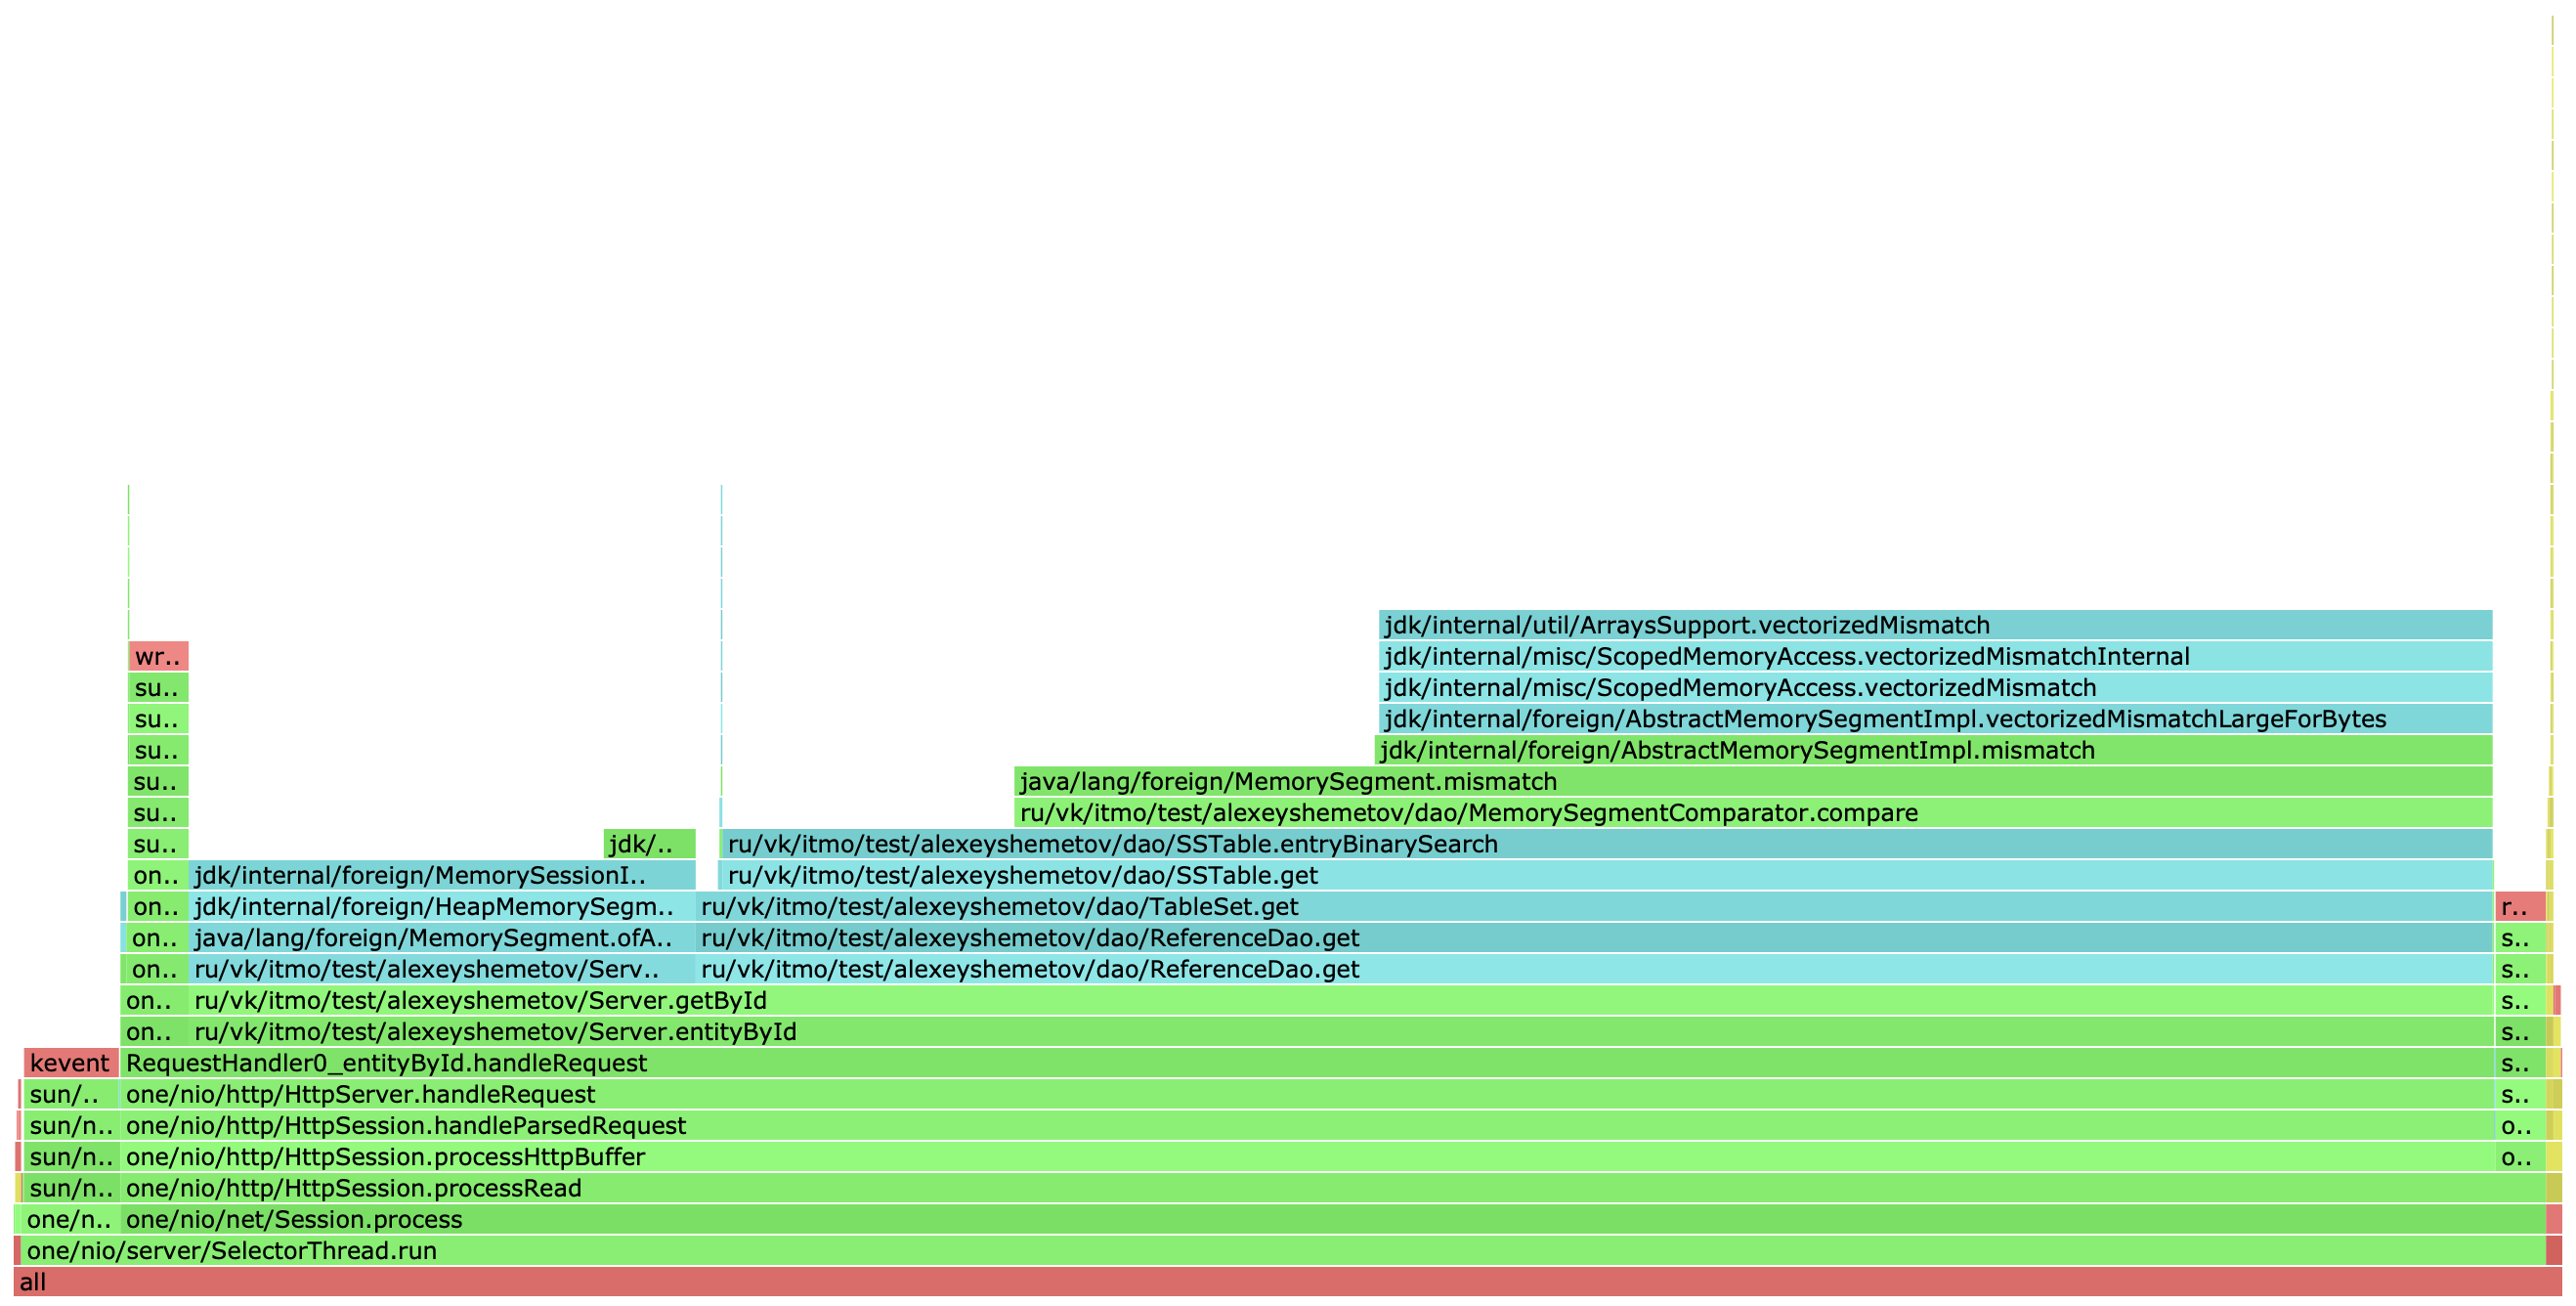 jdk/internal/util/ArraysSupport.vectorizedMismatch
wr.. jdk/internal/misc/ScopedMemoryAccess.vectorizedMismatchInternal
su.. jdk/internal/misc/ScopedMemoryAccess.vectorizedMismatch
su.. jdk/internal/foreign/AbstractMemorySegmentImpl.vectorizedMismatchLargeForBytes
su.. jdk/internal/foreign/AbstractMemorySegmentImpl.mismatch
su.. java/lang/foreign/MemorySegment.mismatch
su.. ru/vk/itmo/test/alexeyshemetov/dao/MemorySegmentComparator.compare
su.. jdk/.. ru/vk/itmo/test/alexeyshemetov/dao/SSTable.entryBinarySearch
on.. jdk/internal/foreign/MemorySessionI.. ru/vk/itmo/test/alexeyshemetov/dao/SSTable.get
on.. jdk/internal/foreign/HeapMemorySegm.. ru/vk/itmo/test/alexeyshemetov/dao/TableSet.get r..
on.. java/lang/foreign/MemorySegment.ofA.. ru/vk/itmo/test/alexeyshemetov/dao/ReferenceDao.get s..
on.. ru/vk/itmo/test/alexeyshemetov/Serv.. ru/vk/itmo/test/alexeyshemetov/dao/ReferenceDao.get s..
on.. ru/vk/itmo/test/alexeyshemetov/Server.getById s..
on.. ru/vk/itmo/test/alexeyshemetov/Server.entityById s..
kevent RequestHandler0_entityById.handleRequest s..
sun/.. one/nio/http/HttpServer.handleRequest s..
sun/n.. one/nio/http/HttpSession.handleParsedRequest o..
sun/n.. one/nio/http/HttpSession.processHttpBuffer o..
sun/n.. one/nio/http/HttpSession.processRead
one/n.. one/nio/net/Session.process
one/nio/server/SelectorThread.run
all